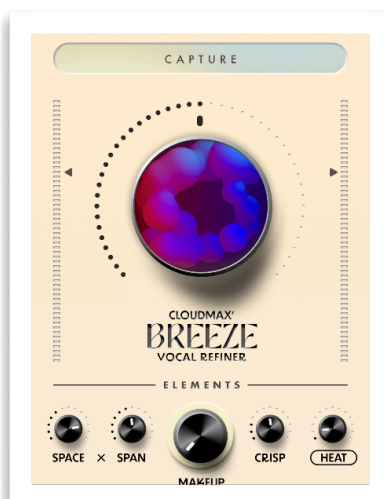 CAPTURE
CLOUDMAX'
BREEZE
VOCAL REFINER
ELEMENTS
SPACE × SPAN
MAKEUP
CRISP
HEAT